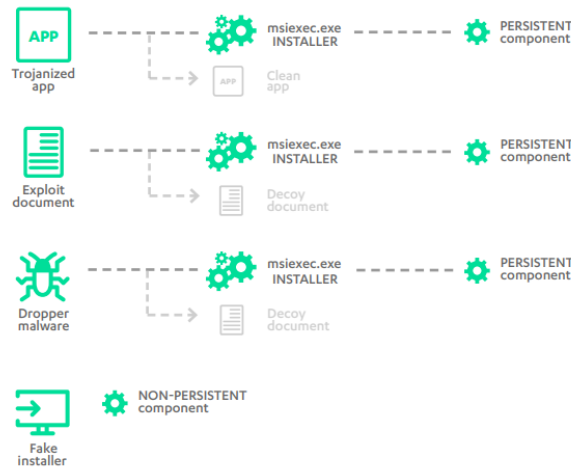 APP
Trojanized
app
msiexec.exe
INSTALLER
APP
Clean
app
PERSISTENT
component
Exploit
document
msiexec.exe
INSTALLER
Decoy
document
PERSISTENT
component
Dropper
malware
msiexec.exe
INSTALLER
Decoy
document
PERSISTENT
component
Fake
installer
NON-PERSISTENT
component